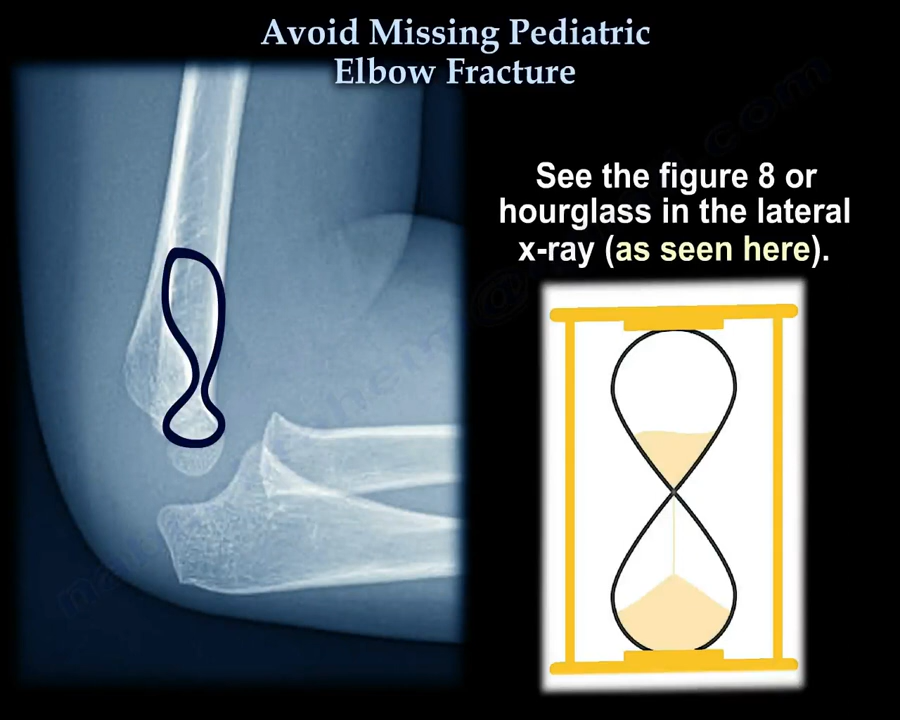 Avoid Missing Pediatric
Elbow Fracture
See the figure 8 or
hourglass in the lateral
x-ray (as seen here).